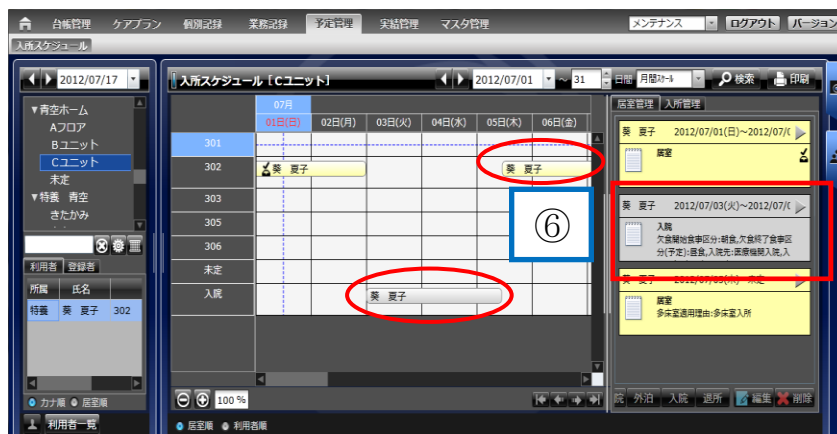 台帳管理 ケアプラン 個別記録 業務記録 予定管理 実績管理 マスタ管理 メンテナンス ログアウト バージョン
入所スケジュール
2012/07/17
▼青空ホーム
Aフロア
Bユニット
Cユニット
未定
▼特養 青空
きたかみ
利用者 登録者
所属 氏名
特養 葵 夏子 302
カナ順 居室順
利用者一覧
入所スケジュール [Cユニット] 2012/07/01 ~ 31 日間 月間スケール 検索 印刷
07月
01日(日) 02日(月) 03日(火) 04日(水) 05日(木) 06日(金)
301
302 葵 夏子 葵 夏子
303
305
306
未定
入院 葵 夏子
⑥
100 %
居室順 利用者順
居室管理 入所管理
葵 夏子 2012/07/01(日)~2012/07/(
居室
葵 夏子 2012/07/03(火)~2012/07/(
入院
欠食開始食事区分:朝食,欠食終了食事区
分(予定):昼食,入院先:医療機関入院,入
葵 夏子
居室
多床室適用理由:多床室入所
院 外泊 入院 退所 編集 削除